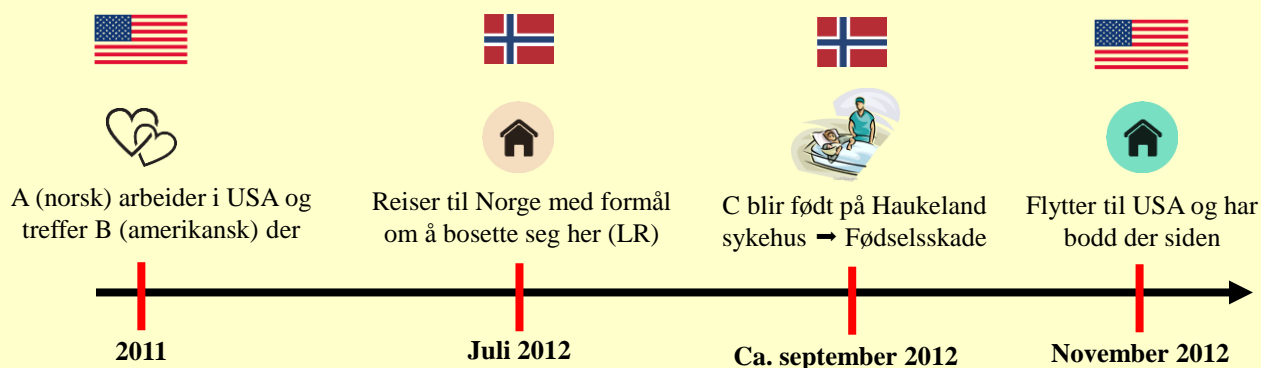 A (norsk) arbeider i USA og
treffer B (amerikansk) der
Reiser til Norge med formål
om å bosette seg her (LR)
C blir født på Haukeland
sykehus ➞ Fødselsskade
Flytter til USA og har
bodd der siden
2011
Juli 2012
Ca. september 2012
November 2012